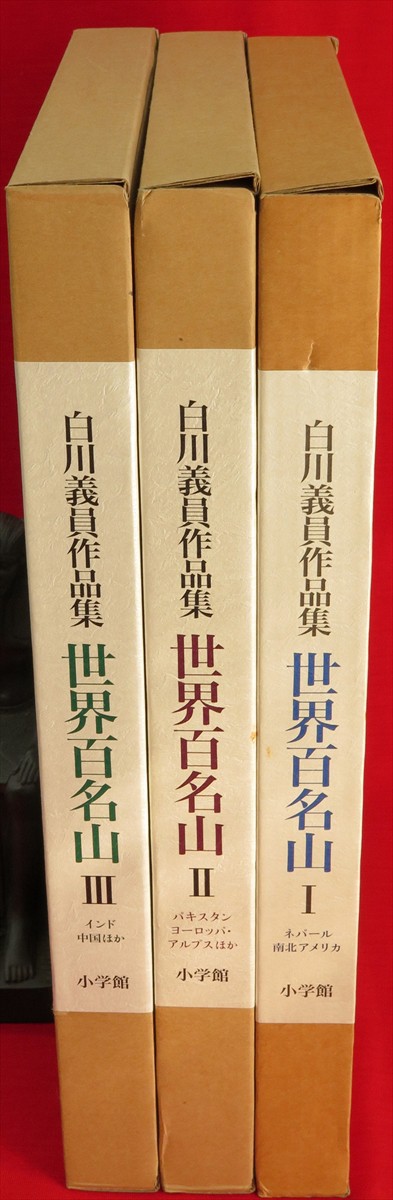 白川義員作品集
世界百名山
I
ネパール
南北アメリカ
小学館
白川義員作品集
世界百名山
II
パキスタン
ヨーロッパ・
アルプスほか
小学館
白川義員作品集
世界百名山
III
インド
中国ほか
小学館